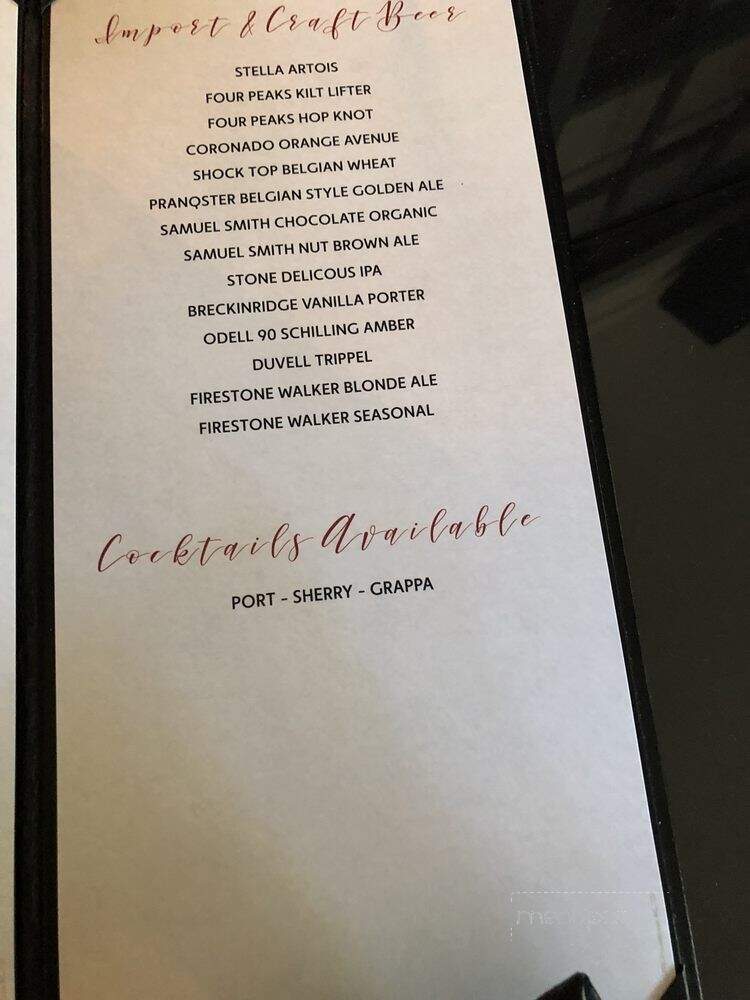 Import & Craft Beer
STELLA ARTOIS
FOUR PEAKS KILT LIFTER
FOUR PEAKS HOP KNOT
CORONADO ORANGE AVENUE
SHOCK TOP BELGIAN WHEAT
PRANQSTER BELGIAN STYLE GOLDEN ALE
SAMUEL SMITH CHOCOLATE ORGANIC
SAMUEL SMITH NUT BROWN ALE
STONE DELICOUS IPA
BRECKINRIDGE VANILLA PORTER
ODELL 90 SCHILLING AMBER
DUVELL TRIPPEL
FIRESTONE WALKER BLONDE ALE
FIRESTONE WALKER SEASONAL
Cocktails Available
PORT - SHERRY - GRAPPA